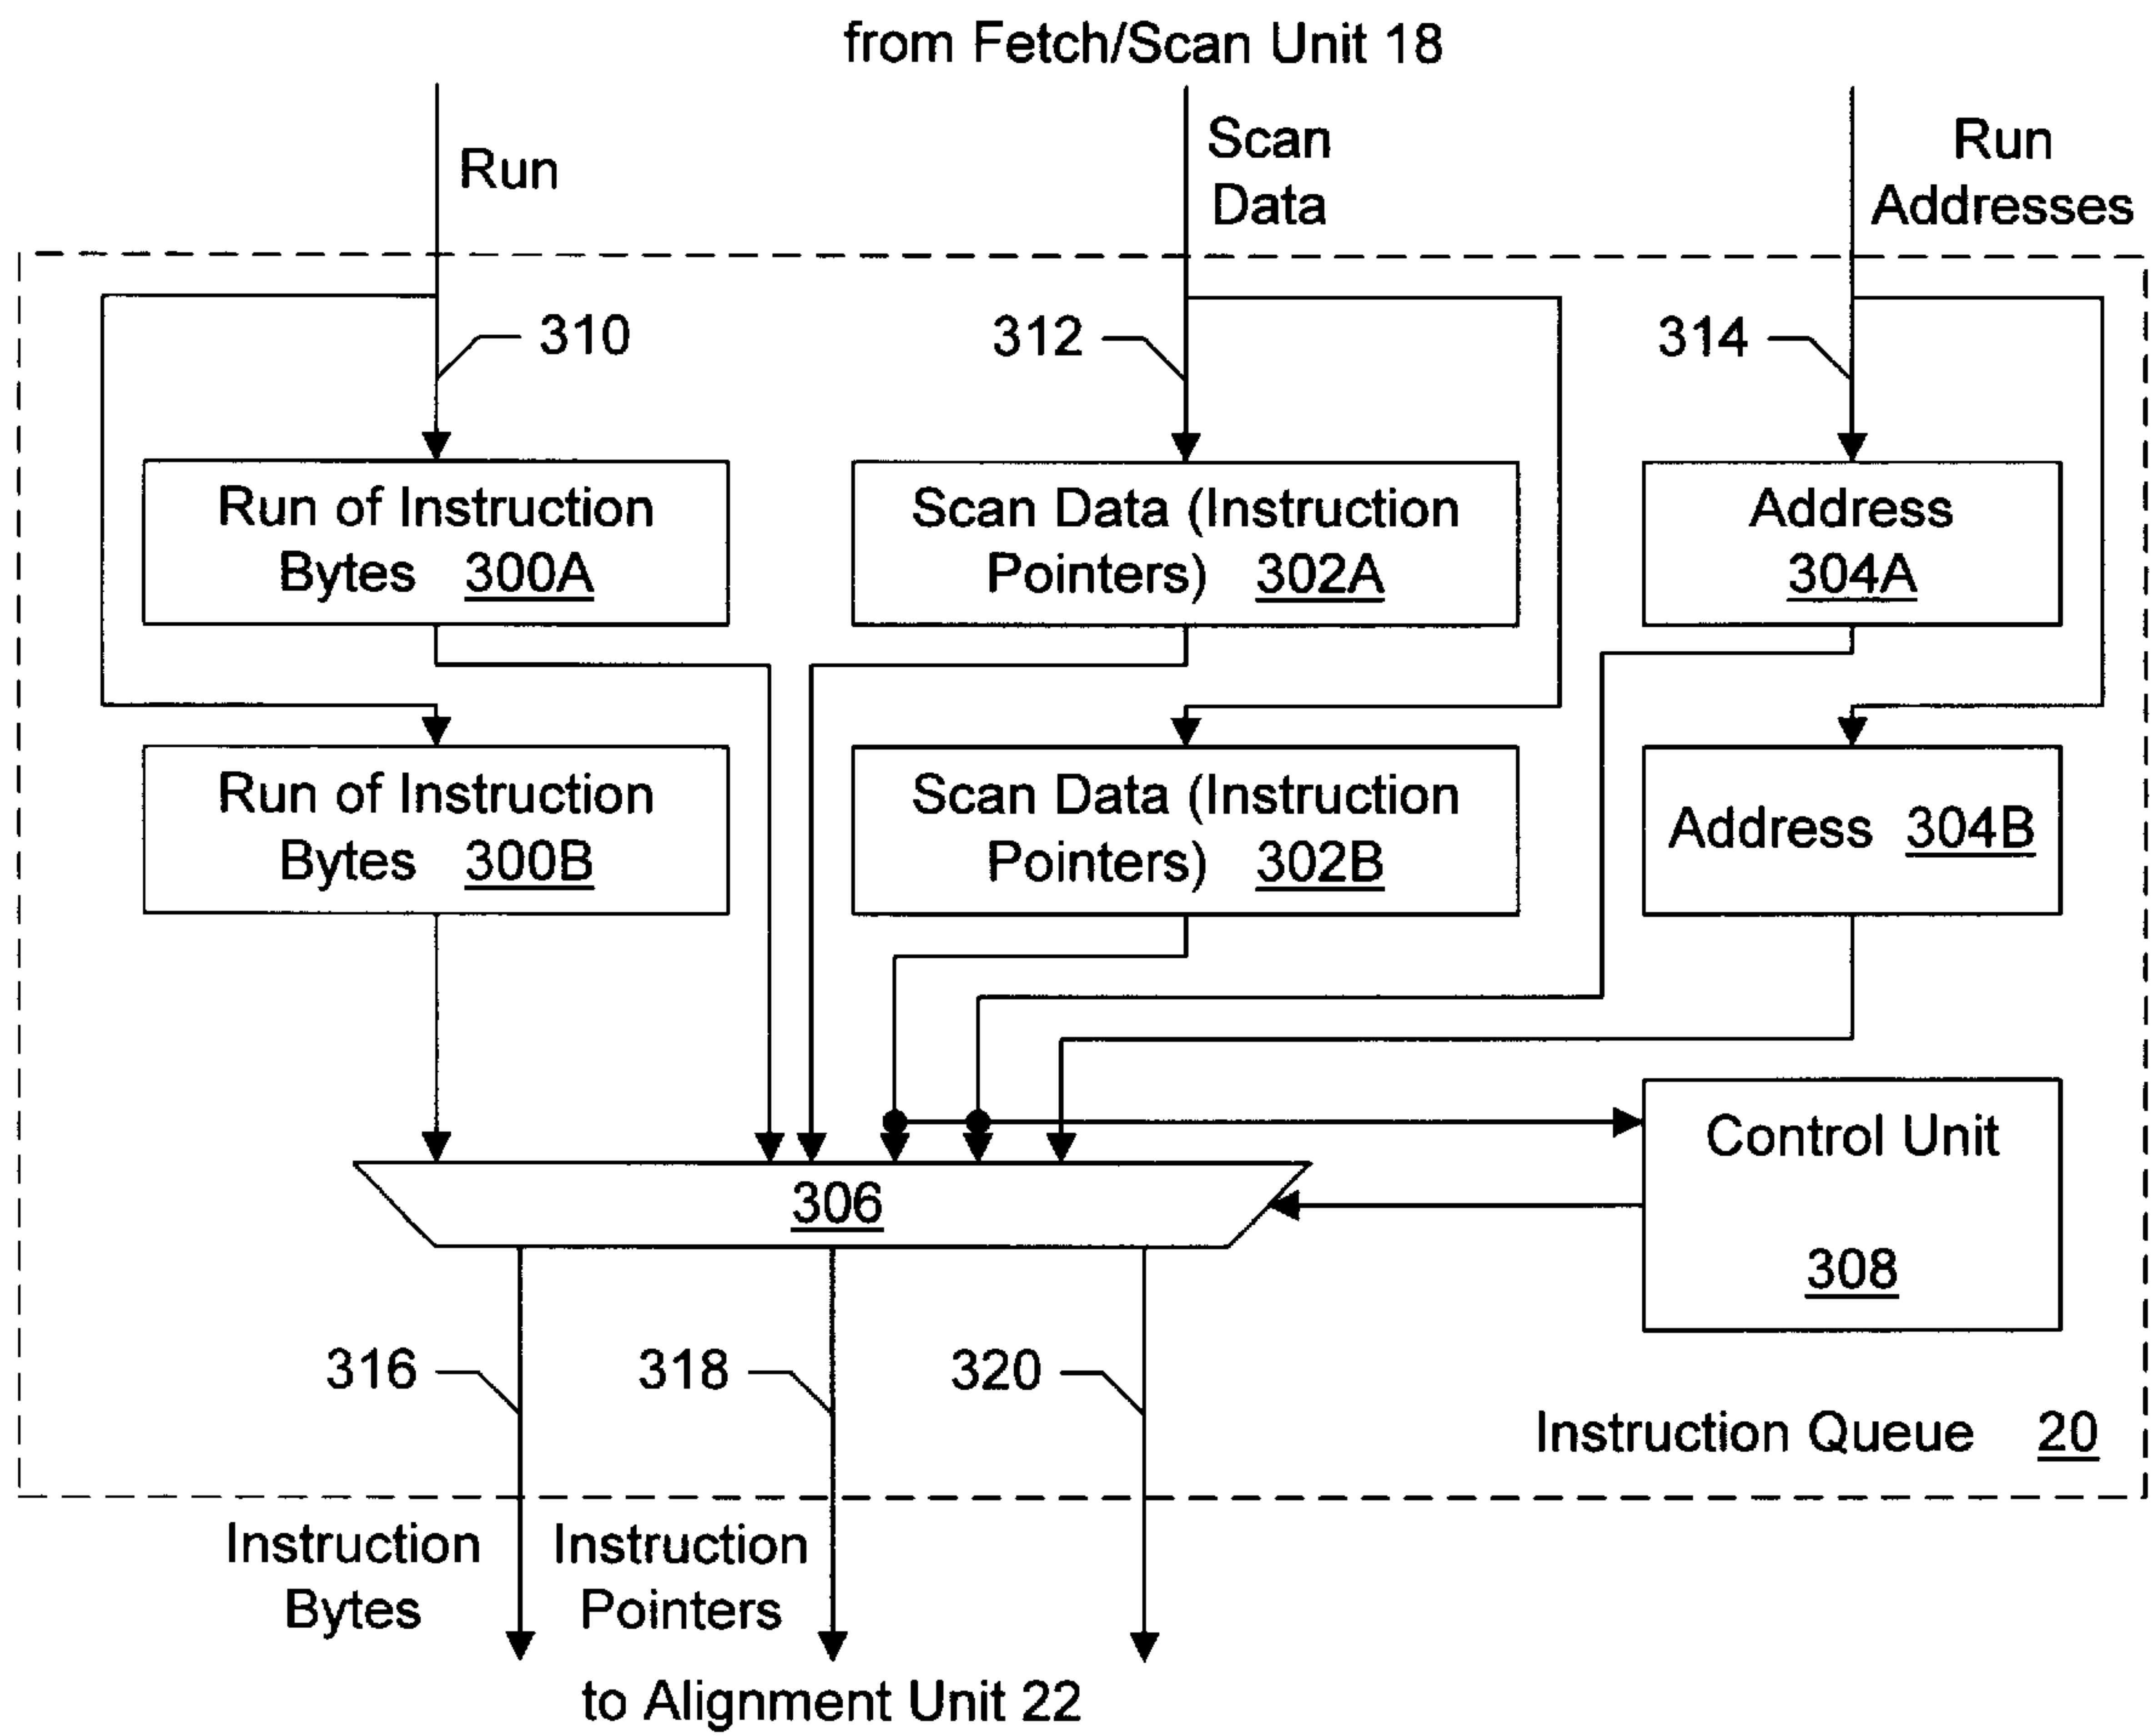 from Fetch/Scan Unit 18
Run
Scan
Data
Run
Addresses
310
312
314
Run of Instruction
Bytes 300A
Scan Data (Instruction
Pointers) 302A
Address
304A
Run of Instruction
Bytes 300B
Scan Data (Instruction
Pointers) 302B
Address 304B
Control Unit
308
306
316
318
320
Instruction Queue 20
Instruction
Bytes
Instruction
Pointers
to Alignment Unit 22